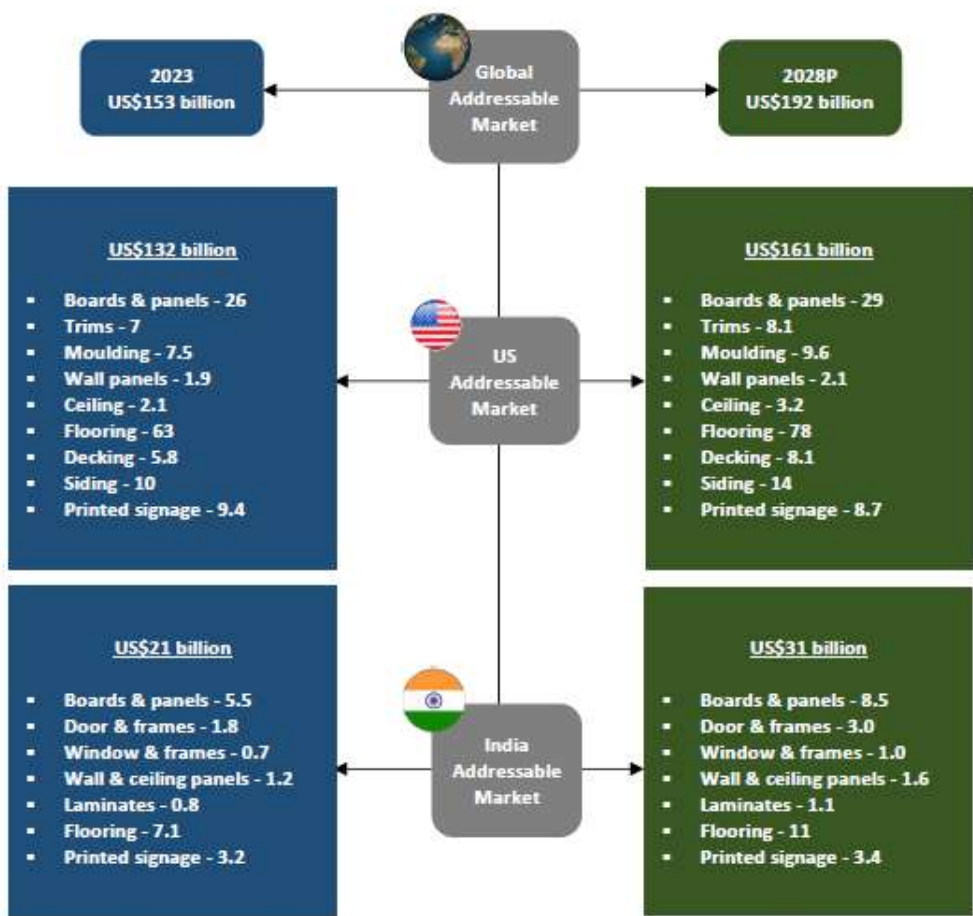 2023
US$153 billion
Global
Addressable
Market
2028P
US$192 billion
US$132 billion
▪ Boards & panels - 26
▪ Trims - 7
▪ Moulding - 7.5
▪ Wall panels - 1.9
▪ Ceiling - 2.1
▪ Flooring - 63
▪ Decking - 5.8
▪ Siding - 10
▪ Printed signage - 9.4
US
Addressable
Market
US$161 billion
▪ Boards & panels - 29
▪ Trims - 8.1
▪ Moulding - 9.6
▪ Wall panels - 2.1
▪ Ceiling - 3.2
▪ Flooring - 78
▪ Decking - 8.1
▪ Siding - 14
▪ Printed signage - 8.7
US$21 billion
▪ Boards & panels - 5.5
▪ Door & frames - 1.8
▪ Window & frames - 0.7
▪ Wall & ceiling panels - 1.2
▪ Laminates - 0.8
▪ Flooring - 7.1
▪ Printed signage - 3.2
India
Addressable
Market
US$31 billion
▪ Boards & panels - 8.5
▪ Door & frames - 3.0
▪ Window & frames - 1.0
▪ Wall & ceiling panels - 1.6
▪ Laminates - 1.1
▪ Flooring - 11
▪ Printed signage - 3.4